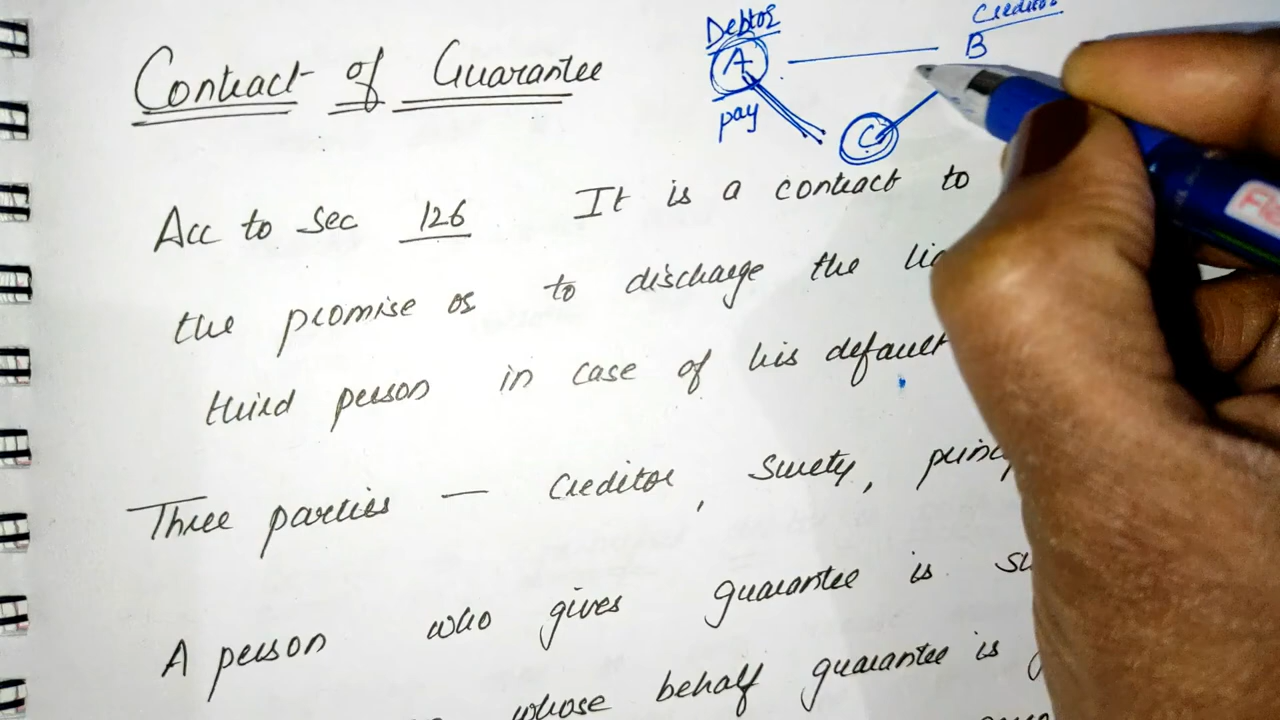 Debtor
Creditor
A
B
pay
C
Contract of Guarantee
Acc to Sec 126 It is a contract to
the promise or to discharge the
third person in case of his default
Three parties — Creditor, Surety,
A person who gives guarantee is
whose behalf guarantee is